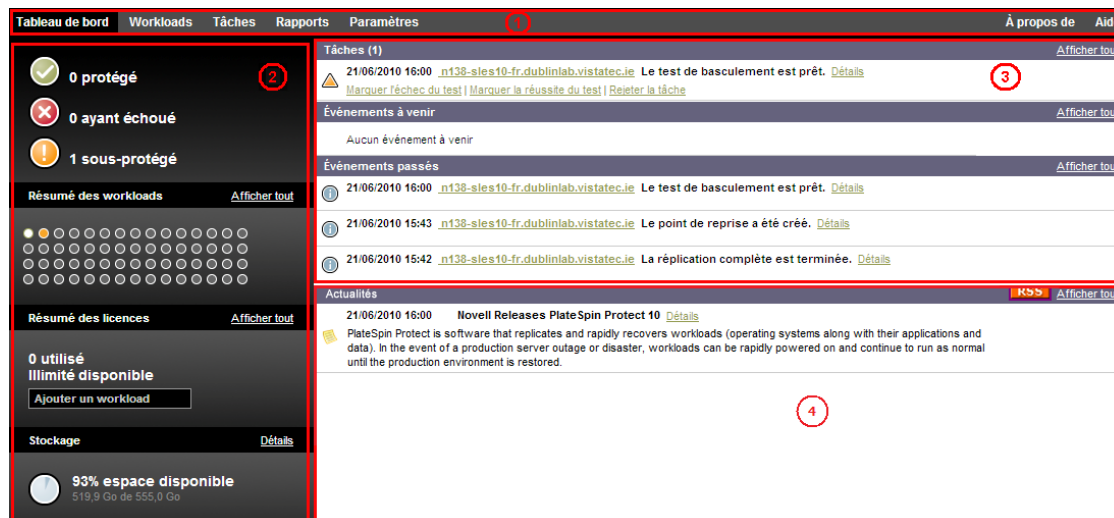 Tableau de bord Workloads Tâches Rapports Paramètres 1 À propos de Aid
0 protégé
2
0 ayant échoué
1 sous-protégé
Résumé des workloads Afficher tout
Résumé des licences Afficher tout
0 utilisé
Illimité disponible
Ajouter un workload
Stockage Détails
93% espace disponible
519,9 Go de 555,0 Go
Tâches (1) Afficher tou
21/06/2010 16:00 n138-sles10-fr.dublinlab.vistatec.ie Le test de basculement est prêt. Détails
3
Marquer l'échec du test | Marquer la réussite du test | Rejeter la tâche
Événements à venir Afficher tou
Aucun événement à venir
Événements passés Afficher tou
21/06/2010 16:00 n138-sles10-fr.dublinlab.vistatec.ie Le test de basculement est prêt. Détails
21/06/2010 15:43 n138-sles10-fr.dublinlab.vistatec.ie Le point de reprise a été créé. Détails
21/06/2010 15:42 n138-sles10-fr.dublinlab.vistatec.ie La réplication complète est terminée. Détails
Actualités RSS Afficher tou
21/06/2010 16:00 Novell Releases PlateSpin Protect 10 Détails
PlateSpin Protect is software that replicates and rapidly recovers workloads (operating systems along with their applications and
data). In the event of a production server outage or disaster, workloads can be rapidly powered on and continue to run as normal
until the production environment is restored.
4